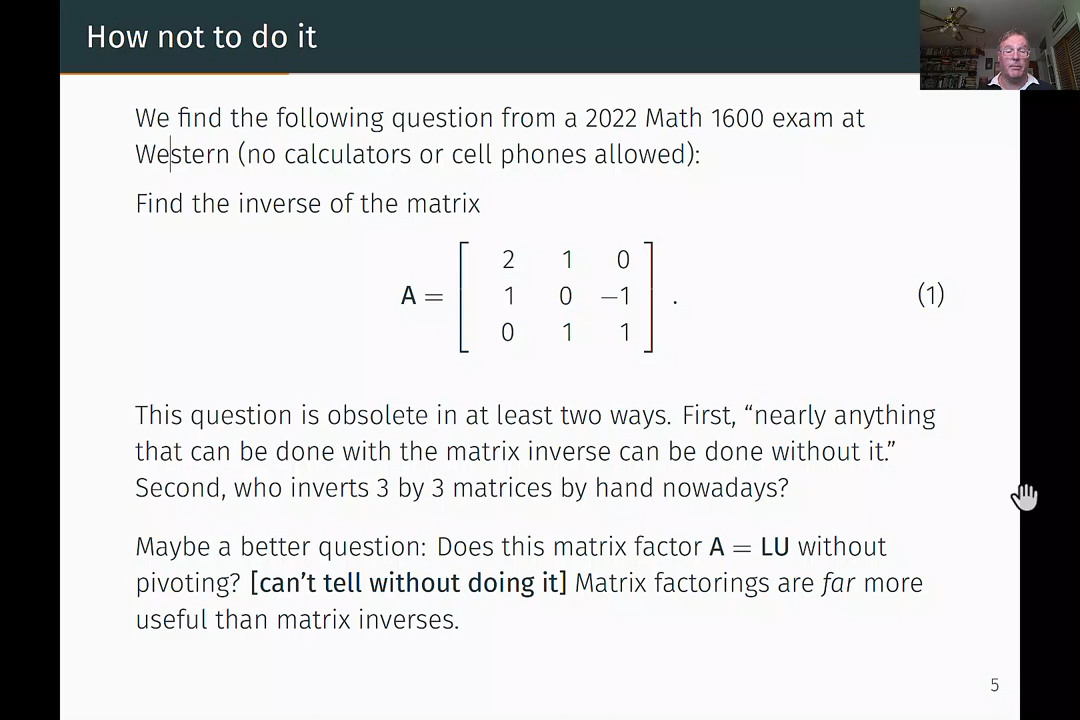 How not to do it
We find the following question from a 2022 Math 1600 exam at
Western (no calculators or cell phones allowed):
Find the inverse of the matrix
2 1 0
A = 1 0 −1 . (1)
0 1 1
This question is obsolete in at least two ways. First, “nearly anything
that can be done with the matrix inverse can be done without it.”
Second, who inverts 3 by 3 matrices by hand nowadays?
Maybe a better question: Does this matrix factor A = LU without
pivoting? [can’t tell without doing it] Matrix factorings are far more
useful than matrix inverses.
5